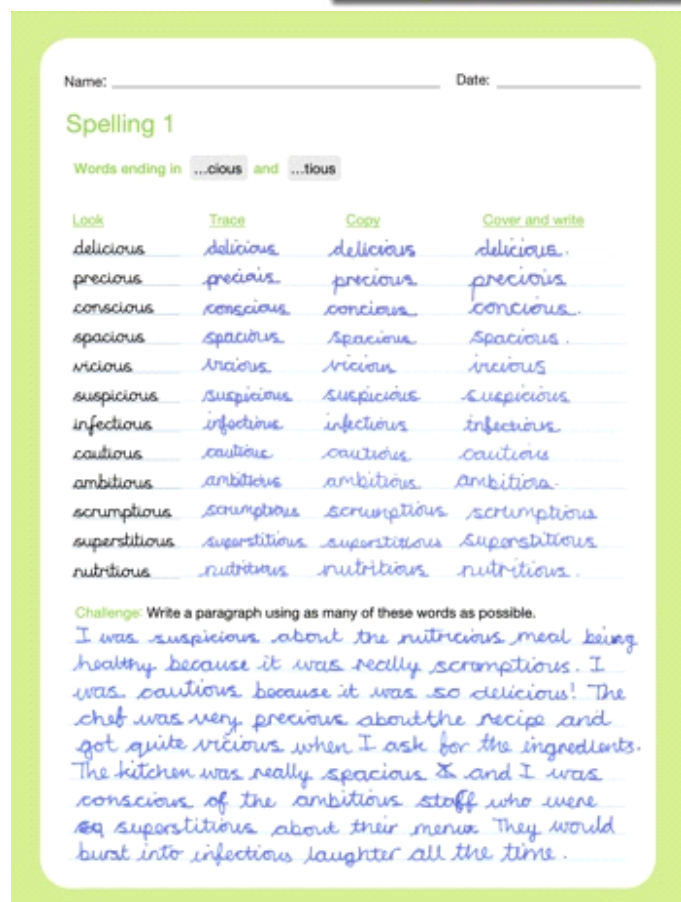 Name: Date:
Spelling 1
Words ending in ...cious and ...tious
Look Trace Copy Cover and write
delicious delicious delicious delicious.
precious precious precious precious
conscious conscious concious concious.
spacious spacious spacious spacious.
vicious vicious vicious vicious
suspicious suspicious suspicious suspicious
infectious infectious infectious infectious
cautious cautious cautious cautious
ambitious ambitious ambitious ambitious.
scrumptious scrumptious scrumptious scrumptious
superstitious superstitious superstitious superstitious
nutritious nutritious nutritious nutritious.
Challenge: Write a paragraph using as many of these words as possible.
I was suspicious about the nutricious meal being
healthy because it was really scromptious. I
was cautious because it was so delicious! The
chef was very precious about the recipe and
got quite vicious when I ask for the ingredients.
The kitchen was really spacious and I was
conscious of the ambitious staff who were
superstitious about their menu. They would
burst into infectious laughter all the time.